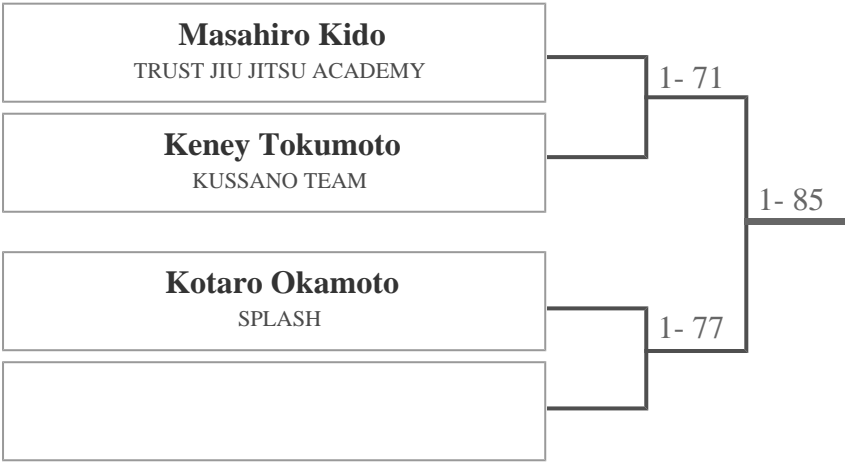 Masahiro Kido
TRUST JIU JITSU ACADEMY
1- 71
Keney Tokumoto
KUSSANO TEAM
1- 85
Kotaro Okamoto
SPLASH
1- 77